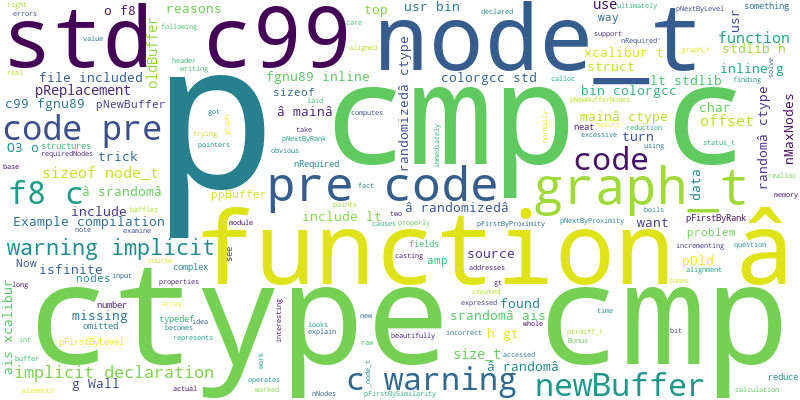 right
errors
o f8
reasons
following
usr bin
top
care
pNextByLevel
something
use
ultimately
std
c99
node_t
value
oldBuffer
declared
way
usr
support
nRequired'
_graph_t
aligned
function
xcalibur t
stdlib h
real
header
struct
inline
g
file included
fgnu89 inline
colorgcc std
lt stdlib
writing
calloc
solve
pReplacement
sizeof
bin colorgcc
finding
c99 fgnu89
pNewBuffer
â mainâ
pNewBufferNodes
char
p
cmp
c
code pre
got
graph
trying
take
mainâ ctype
offset
randomizedâ ctype
randomâ ctype
nMaxNodes
neat
status_t
O3 o
structures
pointers
pNextByRank
computes
immediately
normally
resort
reduction
using
requiredNodes
trick
obvious
turn
excessive
code
base
sizeof node_t
nRequired
data
realloc
memory
f8 c
â srandomâ
ppBuffer
pre code
graph_t
fact
boils
include
baffles
points
two
â randomizedâ
Example compilation
include lt
pNextByProximity
want
pFirstByRank
note
examine
module
causes
properly
pFirstByProximity
problem
incrementing
question
warning implicit
function â
see
fields
casting
amp
source
pOld
alignment
Now
isfinite
course
complex
addresses
gt
comes
long
nodes
input
properties
created
found
ais xcalibur
number
array
interesting
expressed
h gt
time
missing
ctype
cmp
omitted
typedef
idea
srandomâ ais
ptrdiff_t
bit
int
becomes
looks
new
beautifully
incorrect
whole
Bonus
pFirstByLevel
represents
explain
size_t
accessed
calculation
buffer
work
raw
_node_t
â randomâ
implicit declaration
operates
c warning
reduce
g Wall
actual
worked
newBuffer
elements
nNodes
pFirstBySimilarity